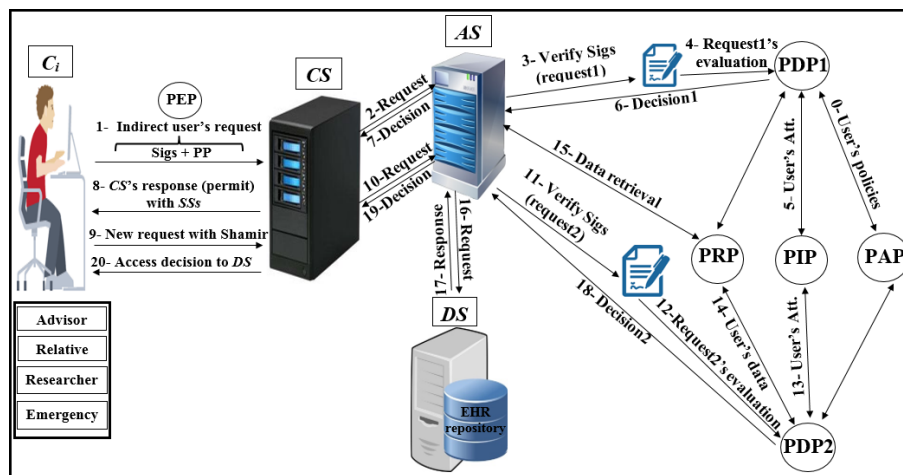 C i
PEP
1- Indirect user's request
Sigs + PP
8- CS's response (permit)
with SSs
9- New request with Shamir
20- Access decision to DS
Advisor
Relative
Researcher
Emergency
CS
2-Request
7-Decision
10-Request
19-Decision
AS
3- Verify Sigs
(request1)
4- Request1's
evaluation
6- Decision1
PDP1
15- Data retrieval
11- Verify Sigs
(request2)
5- User's Att.
0- User's policies
16- Request
17- Response
18- Decision2
12-Request2's evaluation
14- User's data
13- User's Att.
PRP
PIP
PAP
DS
EHR
repository
PDP2